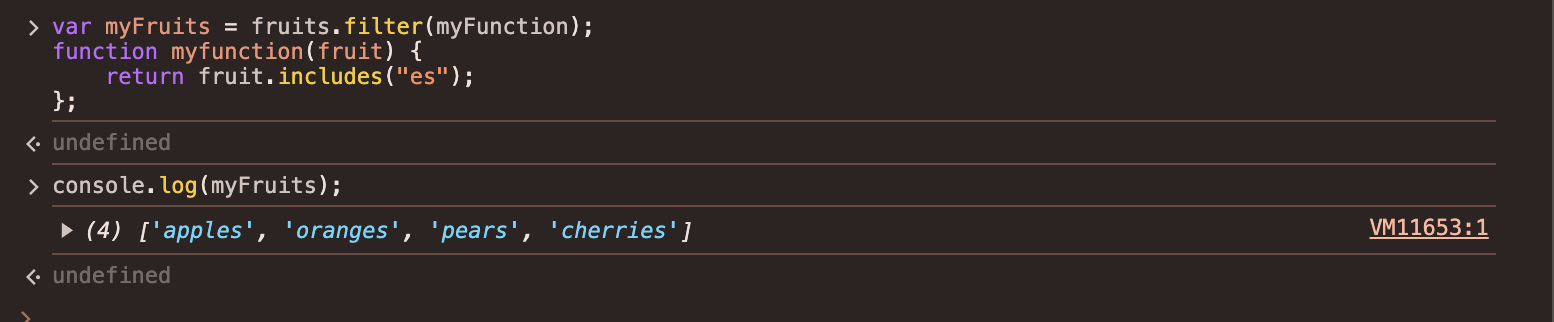 > var myFruits = fruits.filter(myFunction);
function myfunction(fruit) {
    return fruit.includes("es");
};
undefined
> console.log(myFruits);
(4) ['apples', 'oranges', 'pears', 'cherries'] VM11653:1
undefined
>